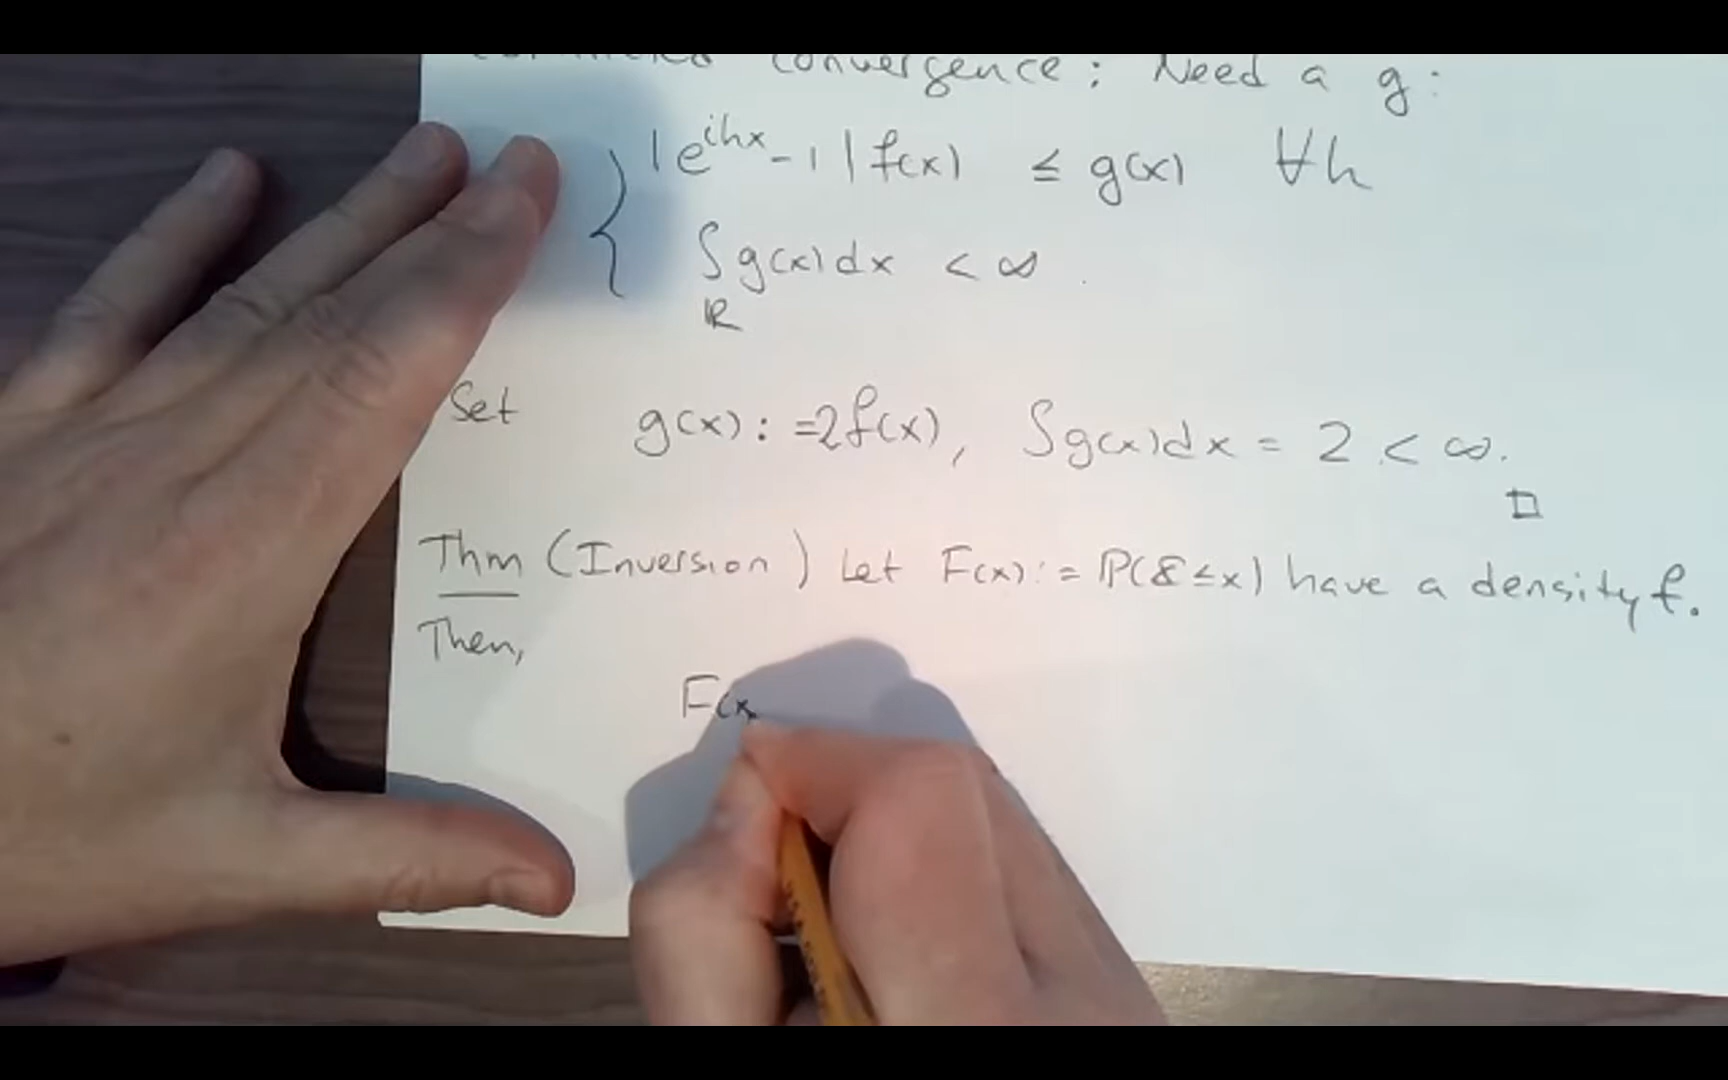 convergence: Need a g:
|e^{ihx} - 1| f(x) ≤ g(x) ∀h
∫_ℝ g(x)dx < ∞.
Set g(x) := 2f(x), ∫g(x)dx = 2 < ∞.
□
Thm (Inversion) Let F(x) := ℙ(ξ ≤ x) have a density f.
Then,
F(x